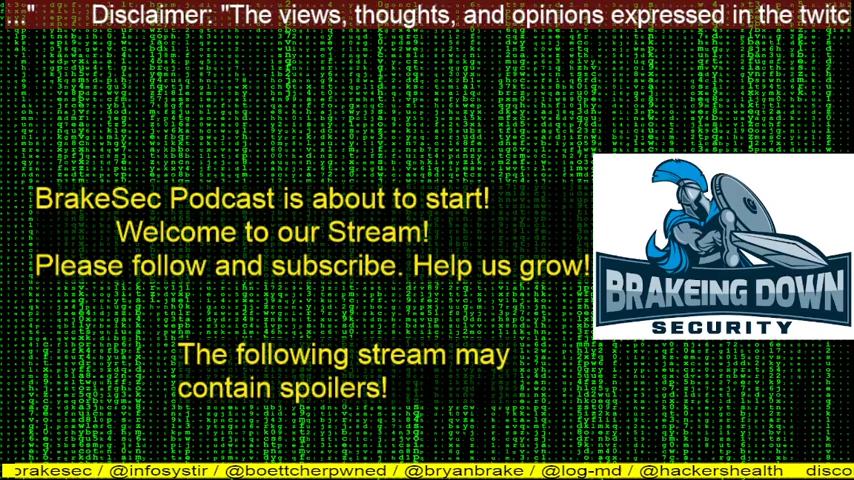 ..." Disclaimer: "The views, thoughts, and opinions expressed in the twitc
BrakeSec Podcast is about to start!
Welcome to our Stream!
Please follow and subscribe. Help us grow!
BRAKEING DOWN
SECURITY
The following stream may
contain spoilers!
brakesec / @infosystir / @boettcherpwned / @bryanbrake / @log-md / @hackershealth disco